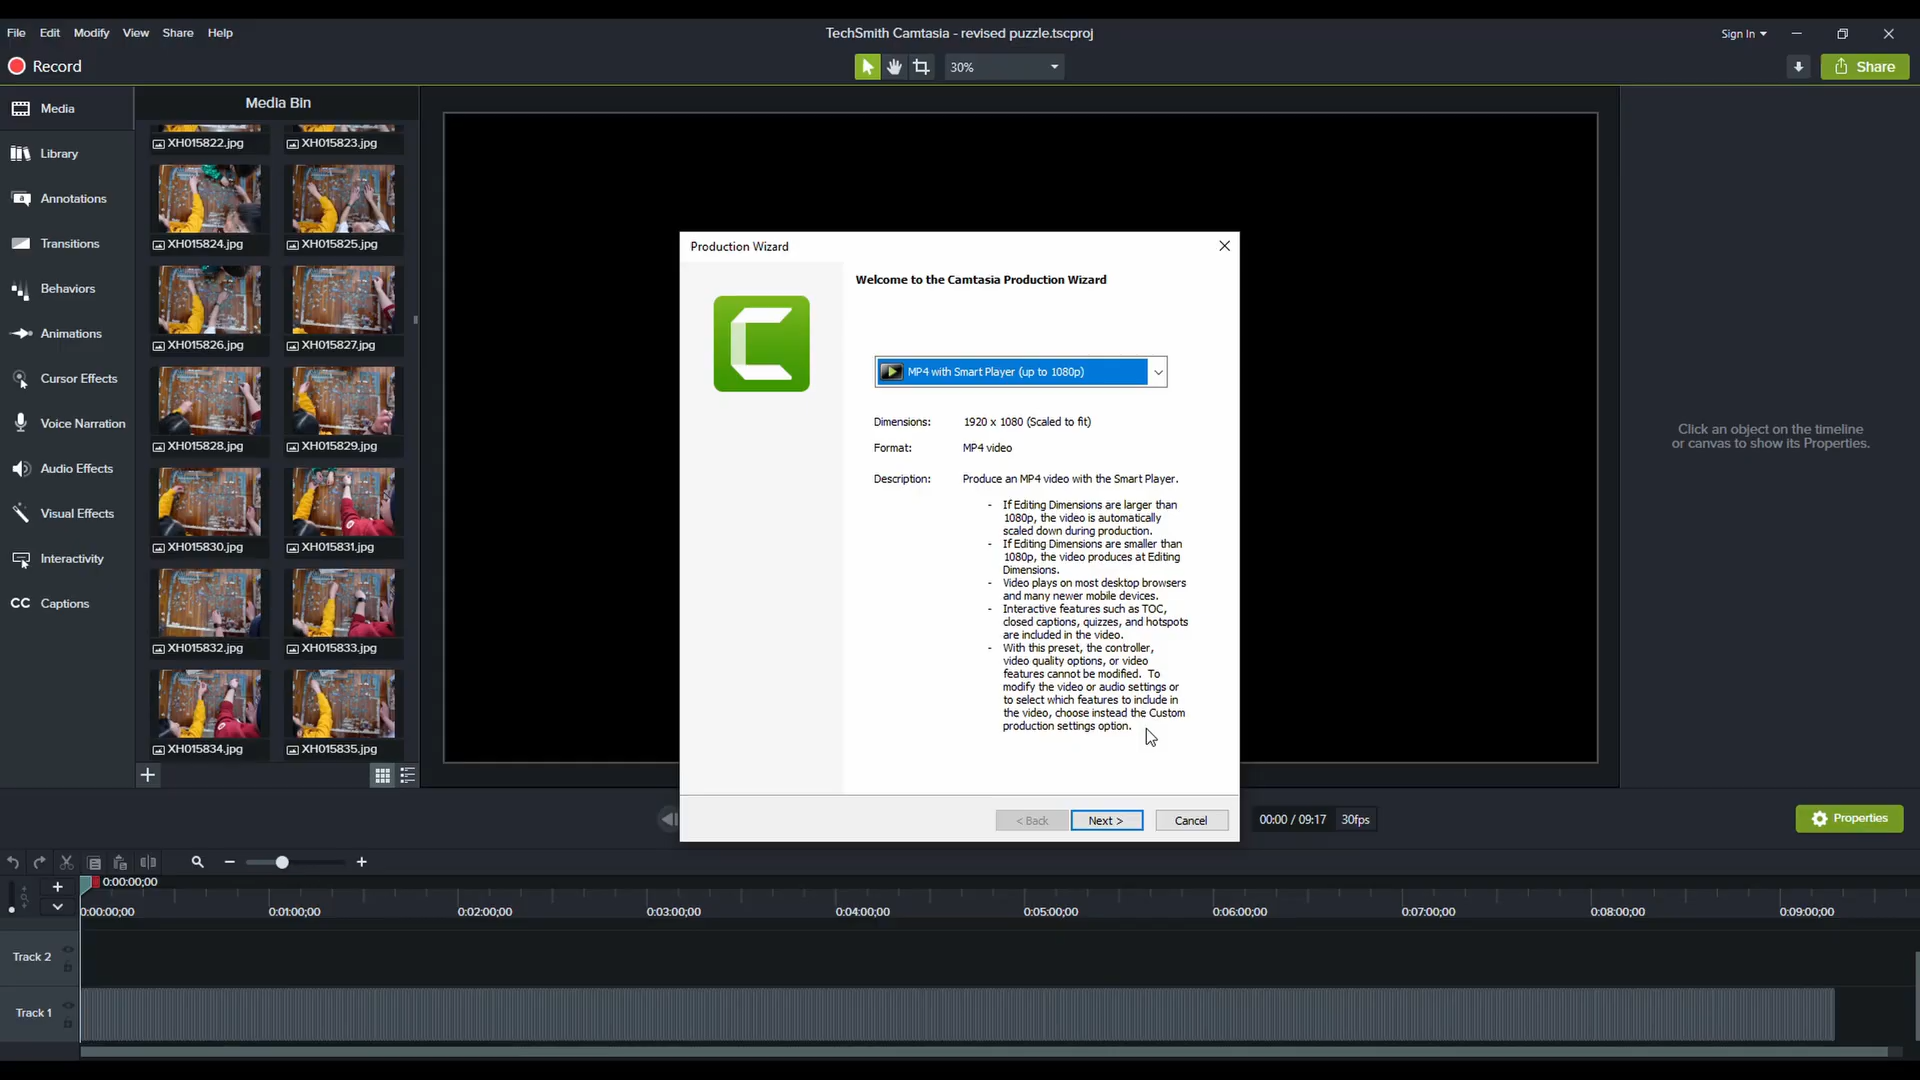 File Edit Modify View Share Help
TechSmith Camtasia - revised puzzle.tscproj
Sign In
Record
30%
Share
Media
Library
Annotations
Transitions
Behaviors
Animations
Cursor Effects
Voice Narration
Audio Effects
Visual Effects
Interactivity
CC Captions
Media Bin
XH015822.jpg XH015823.jpg
XH015824.jpg XH015825.jpg
XH015826.jpg XH015827.jpg
XH015828.jpg XH015829.jpg
XH015830.jpg XH015831.jpg
XH015832.jpg XH015833.jpg
XH015834.jpg XH015835.jpg
Production Wizard
Welcome to the Camtasia Production Wizard
MP4 with Smart Player (up to 1080p)
Dimensions: 1920 x 1080 (Scaled to fit)
Format: MP4 video
Description: Produce an MP4 video with the Smart Player.
- If Editing Dimensions are larger than
1080p, the video is automatically
scaled down during production.
- If Editing Dimensions are smaller than
1080p, the video produces at Editing
Dimensions.
- Video plays on most desktop browsers
and many newer mobile devices.
- Interactive features such as TOC,
closed captions, quizzes, and hotspots
are included in the video.
- With this preset, the controller,
video quality options, or video
features cannot be modified. To
modify the video or audio settings or
to select which features to include in
the video, choose instead the Custom
production settings option.
< Back Next > Cancel
Click an object on the timeline
or canvas to show its Properties.
00:00 / 09:17 30fps
Properties
0:00:00;00
0:00:00;00 0:01:00;00 0:02:00;00 0:03:00;00 0:04:00;00 0:05:00;00 0:06:00;00 0:07:00;00 0:08:00;00 0:09:00;00
Track 2
Track 1